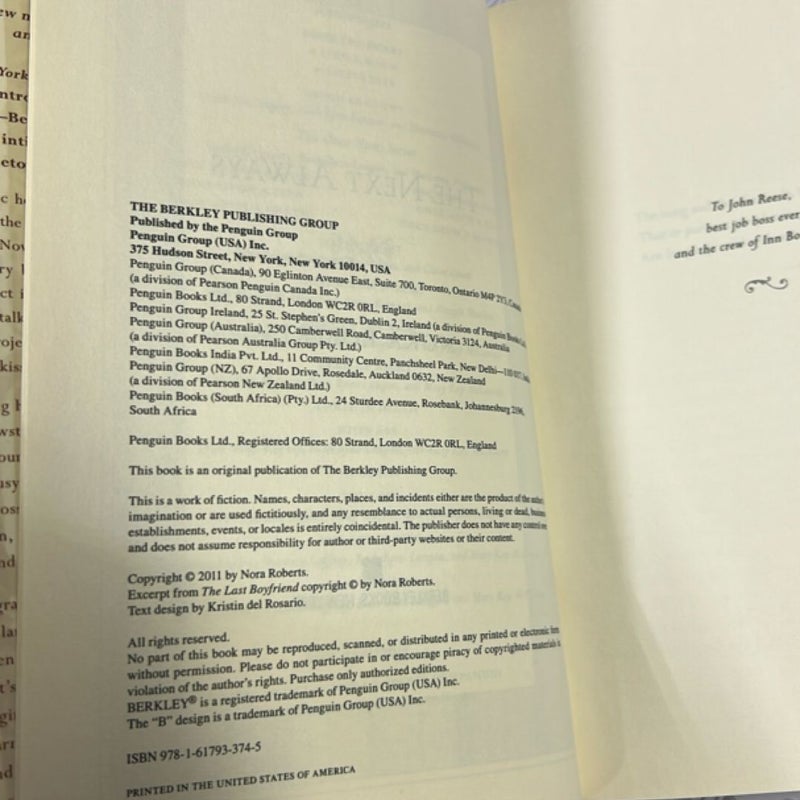 THE BERKLEY PUBLISHING GROUP
Published by the Penguin Group
Penguin Group (USA) Inc.
375 Hudson Street, New York, New York 10014, USA
Penguin Group (Canada), 90 Eglinton Avenue East, Suite 700, Toronto, Ontario M4P 2Y3, Canada
(a division of Pearson Penguin Canada Inc.)
Penguin Books Ltd., 80 Strand, London WC2R 0RL, England
Penguin Group Ireland, 25 St. Stephen's Green, Dublin 2, Ireland (a division of Penguin Books
Penguin Group (Australia), 250 Camberwell Road, Camberwell, Victoria 3124, Australia
(a division of Pearson Australia Group Pty. Ltd.)
Penguin Books India Pvt. Ltd., 11 Community Centre, Panchsheel Park, New Delhi—110 017,
Penguin Group (NZ), 67 Apollo Drive, Rosedale, Auckland 0632, New Zealand
(a division of Pearson New Zealand Ltd.)
Penguin Books (South Africa) (Pty.) Ltd., 24 Sturdee Avenue, Rosebank, Johannesburg 2196,
South Africa
Penguin Books Ltd., Registered Offices: 80 Strand, London WC2R 0RL, England
This book is an original publication of The Berkley Publishing Group.
This is a work of fiction. Names, characters, places, and incidents either are the product of the author
imagination or are used fictitiously, and any resemblance to actual persons, living or dead, business
establishments, events, or locales is entirely coincidental. The publisher does not have any control over
and does not assume responsibility for author or third-party websites or their content.
Copyright © 2011 by Nora Roberts.
Excerpt from The Last Boyfriend copyright © by Nora Roberts.
Text design by Kristin del Rosario.
All rights reserved.
No part of this book may be reproduced, scanned, or distributed in any printed or electronic form
without permission. Please do not participate in or encourage piracy of copyrighted materials in
violation of the author's rights. Purchase only authorized editions.
BERKLEY® is a registered trademark of Penguin Group (USA) Inc.
The "B" design is a trademark of Penguin Group (USA) Inc.
ISBN 978-1-61793-374-5
PRINTED IN THE UNITED STATES OF AMERICA
To John Reese,
best job boss ever
and the crew of Inn Bo